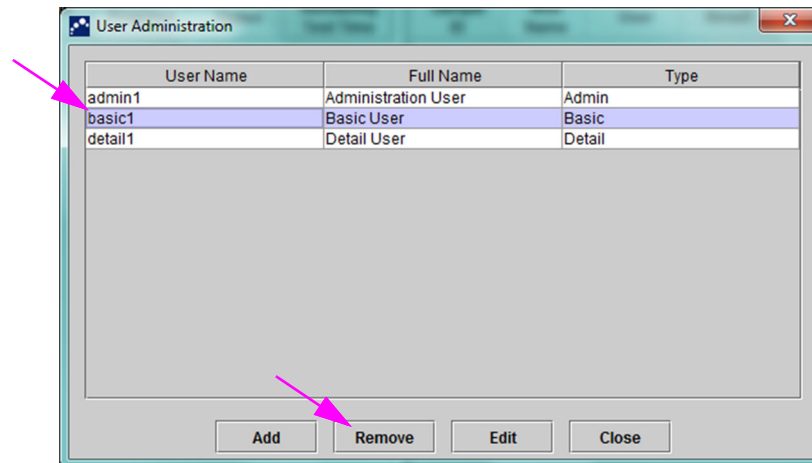 User Administration
User Name Full Name Type
admin1 Administration User Admin
basic1 Basic User Basic
detail1 Detail User Detail
Add Remove Edit Close